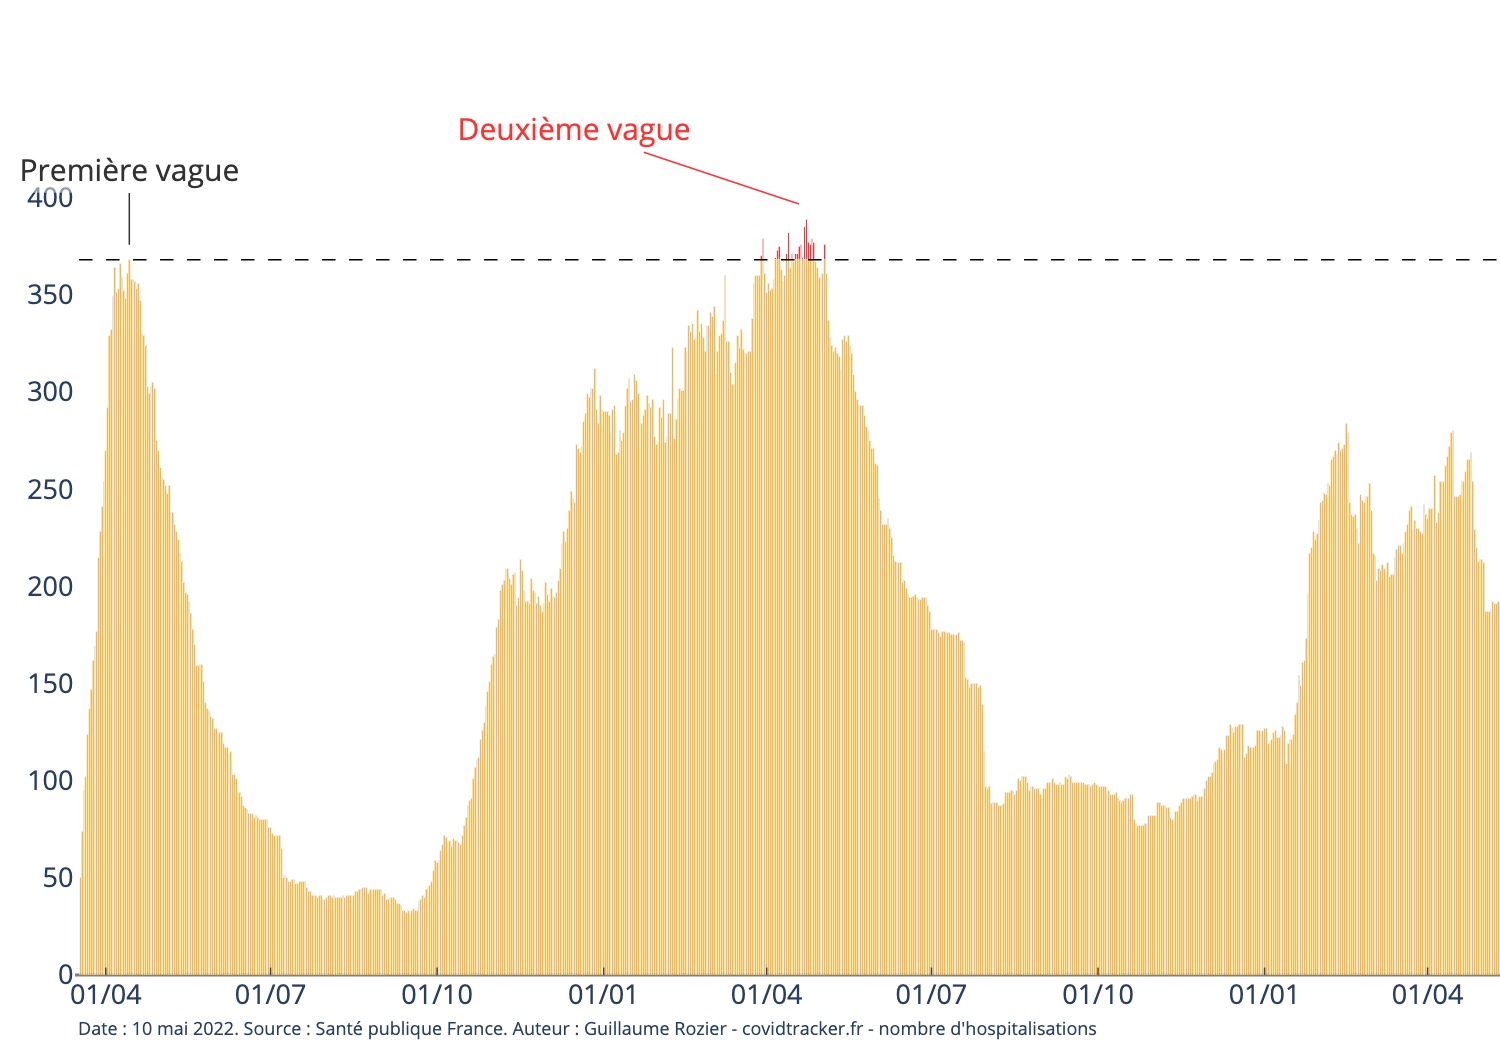 Deuxième vague
Première vague
400
350
300
250
200
150
100
50
0
01/04 01/07 01/10 01/01 01/04 01/07 01/10 01/01 01/04
Date : 10 mai 2022. Source : Santé publique France. Auteur : Guillaume Rozier - covidtracker.fr - nombre d'hospitalisations